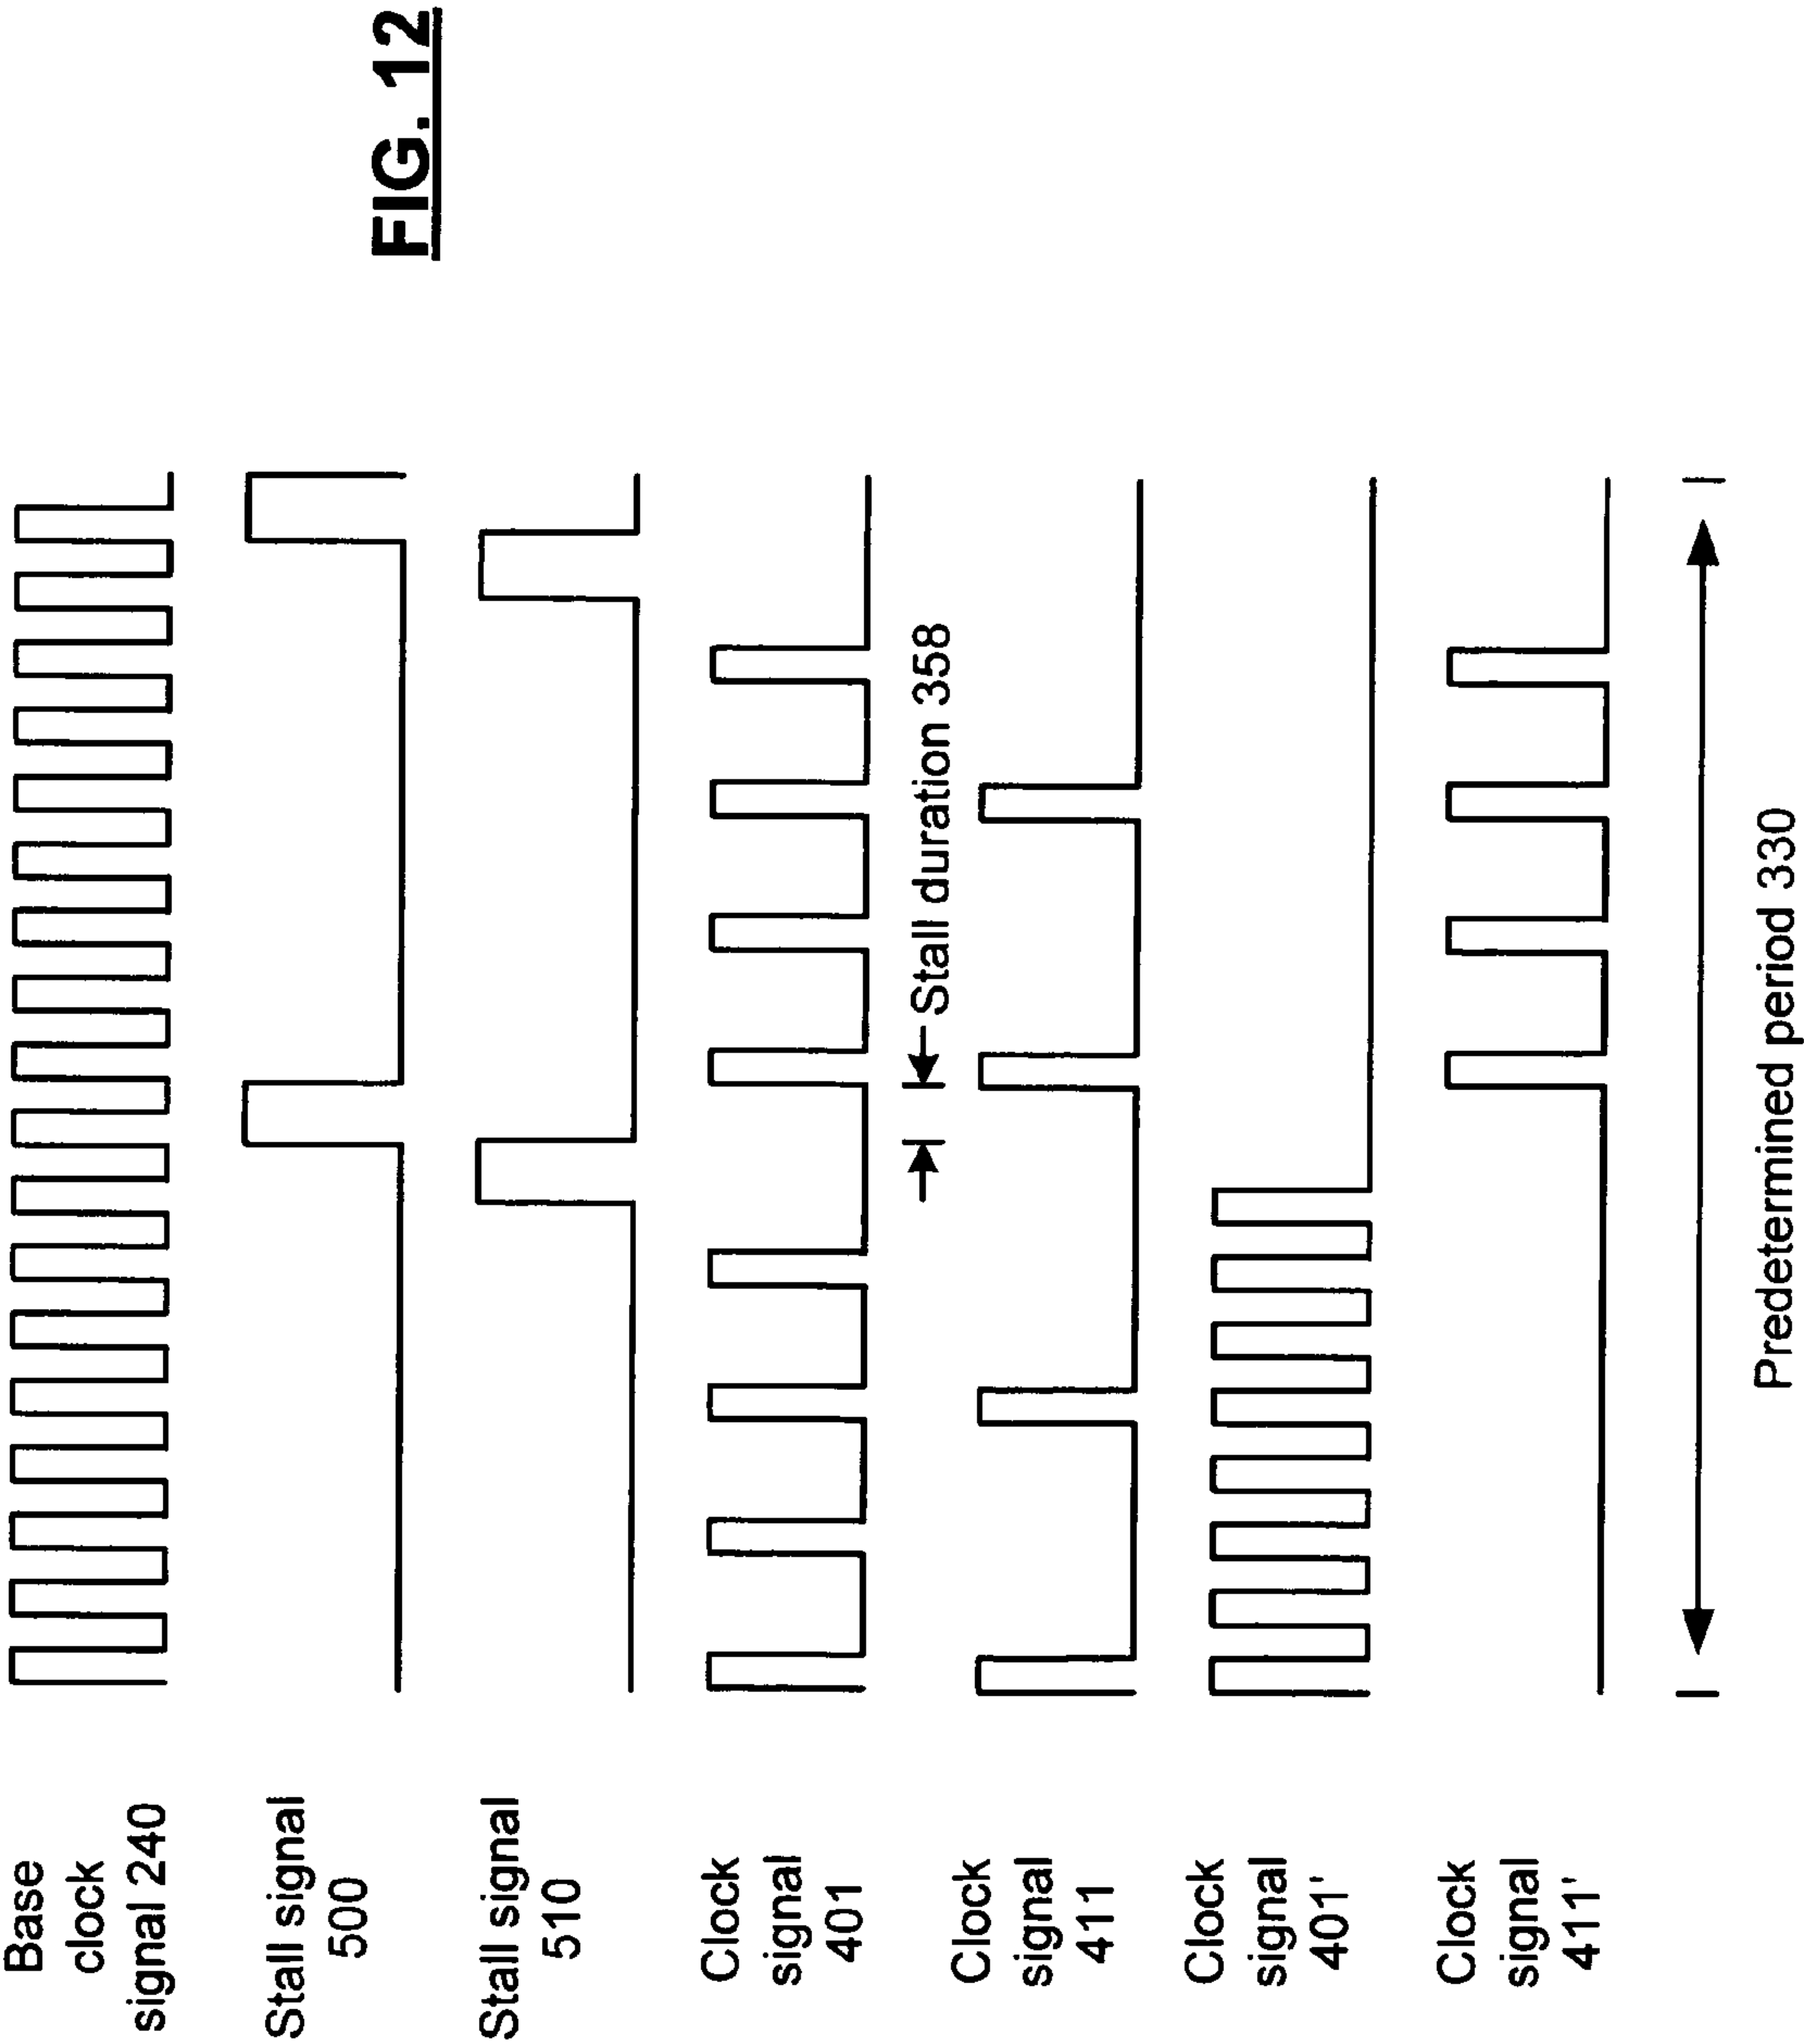 Base
clock
signal 240
Stall signal
500
Stall signal
510
Clock
signal
401
Stall duration 358
Clock
signal
411
Clock
signal
401'
Clock
signal
411'
Predetermined period 330
FIG. 12